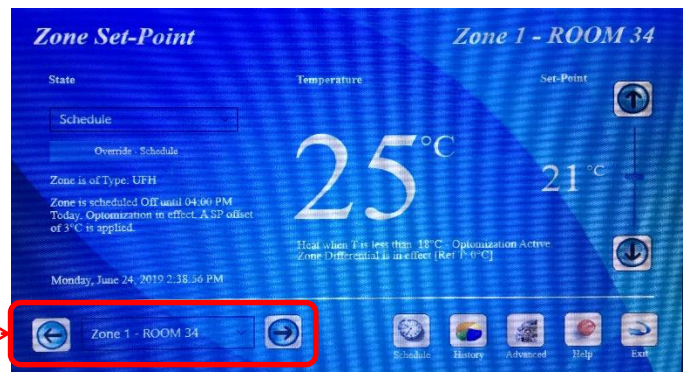 Zone Set-Point
Zone 1 - ROOM 34
State
Temperature
Set-Point
Schedule
Override - Schedule
25°C
21 °C
Zone is of Type: UFH
Zone is scheduled Off until 04:00 PM
Today. Optomization in effect. A SP offset
of 3°C is applied.
Heat when T is less than 18°C - Optomization Active
Zone Differential is in effect [Ref T: 0°C]
Monday, June 24, 2019 2:38:56 PM
Zone 1 - ROOM 34
Schedule
History
Advanced
Help
Exit